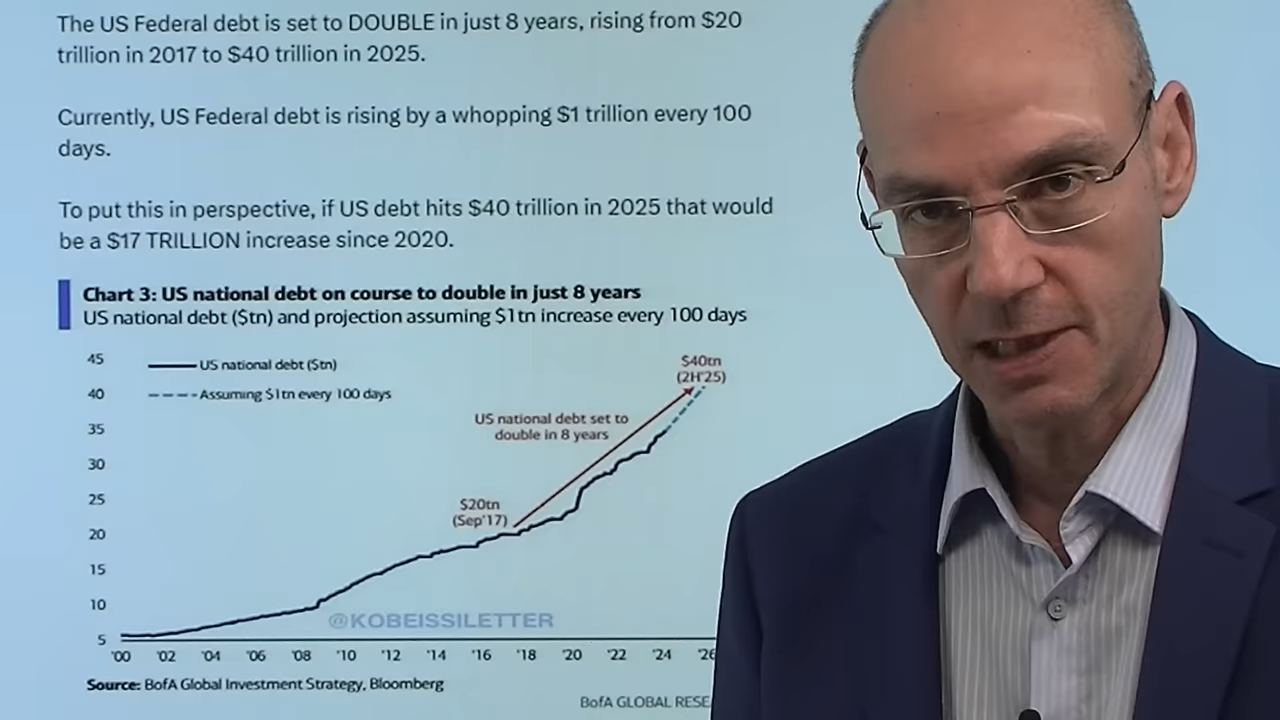 The US Federal debt is set to DOUBLE in just 8 years, rising from $20
trillion in 2017 to $40 trillion in 2025.
Currently, US Federal debt is rising by a whopping $1 trillion every 100
days.
To put this in perspective, if US debt hits $40 trillion in 2025 that would
be a $17 TRILLION increase since 2020.
Chart 3: US national debt on course to double in just 8 years
US national debt ($tn) and projection assuming $1tn increase every 100 days
45
40
35
30
25
20
15
10
5
US national debt ($tn)
Assuming $1tn every 100 days
$40tn
(2H'25)
US national debt set to
double in 8 years
$20tn
(Sep'17)
@KOBEISSILETTER
'00 '02 '04 '06 '08 '10 '12 '14 '16 '18 '20 '22 '24 '26
Source: BofA Global Investment Strategy, Bloomberg
BofA GLOBAL RESE